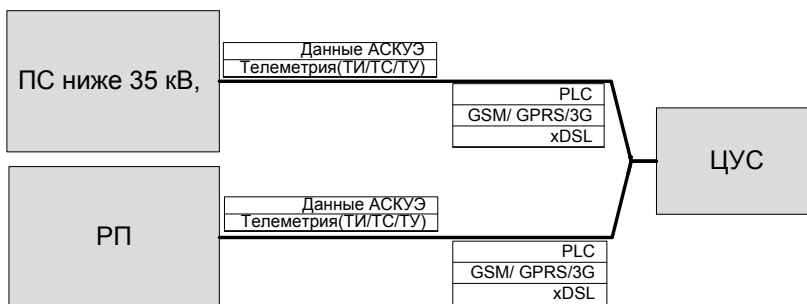 ПС ниже 35 кВ,
Данные АСКУЭ
Телеметрия(ТИ/ТС/ТУ)
PLC
GSM/ GPRS/3G
xDSL
ЦУС
РП
Данные АСКУЭ
Телеметрия(ТИ/ТС/ТУ)
PLC
GSM/ GPRS/3G
xDSL